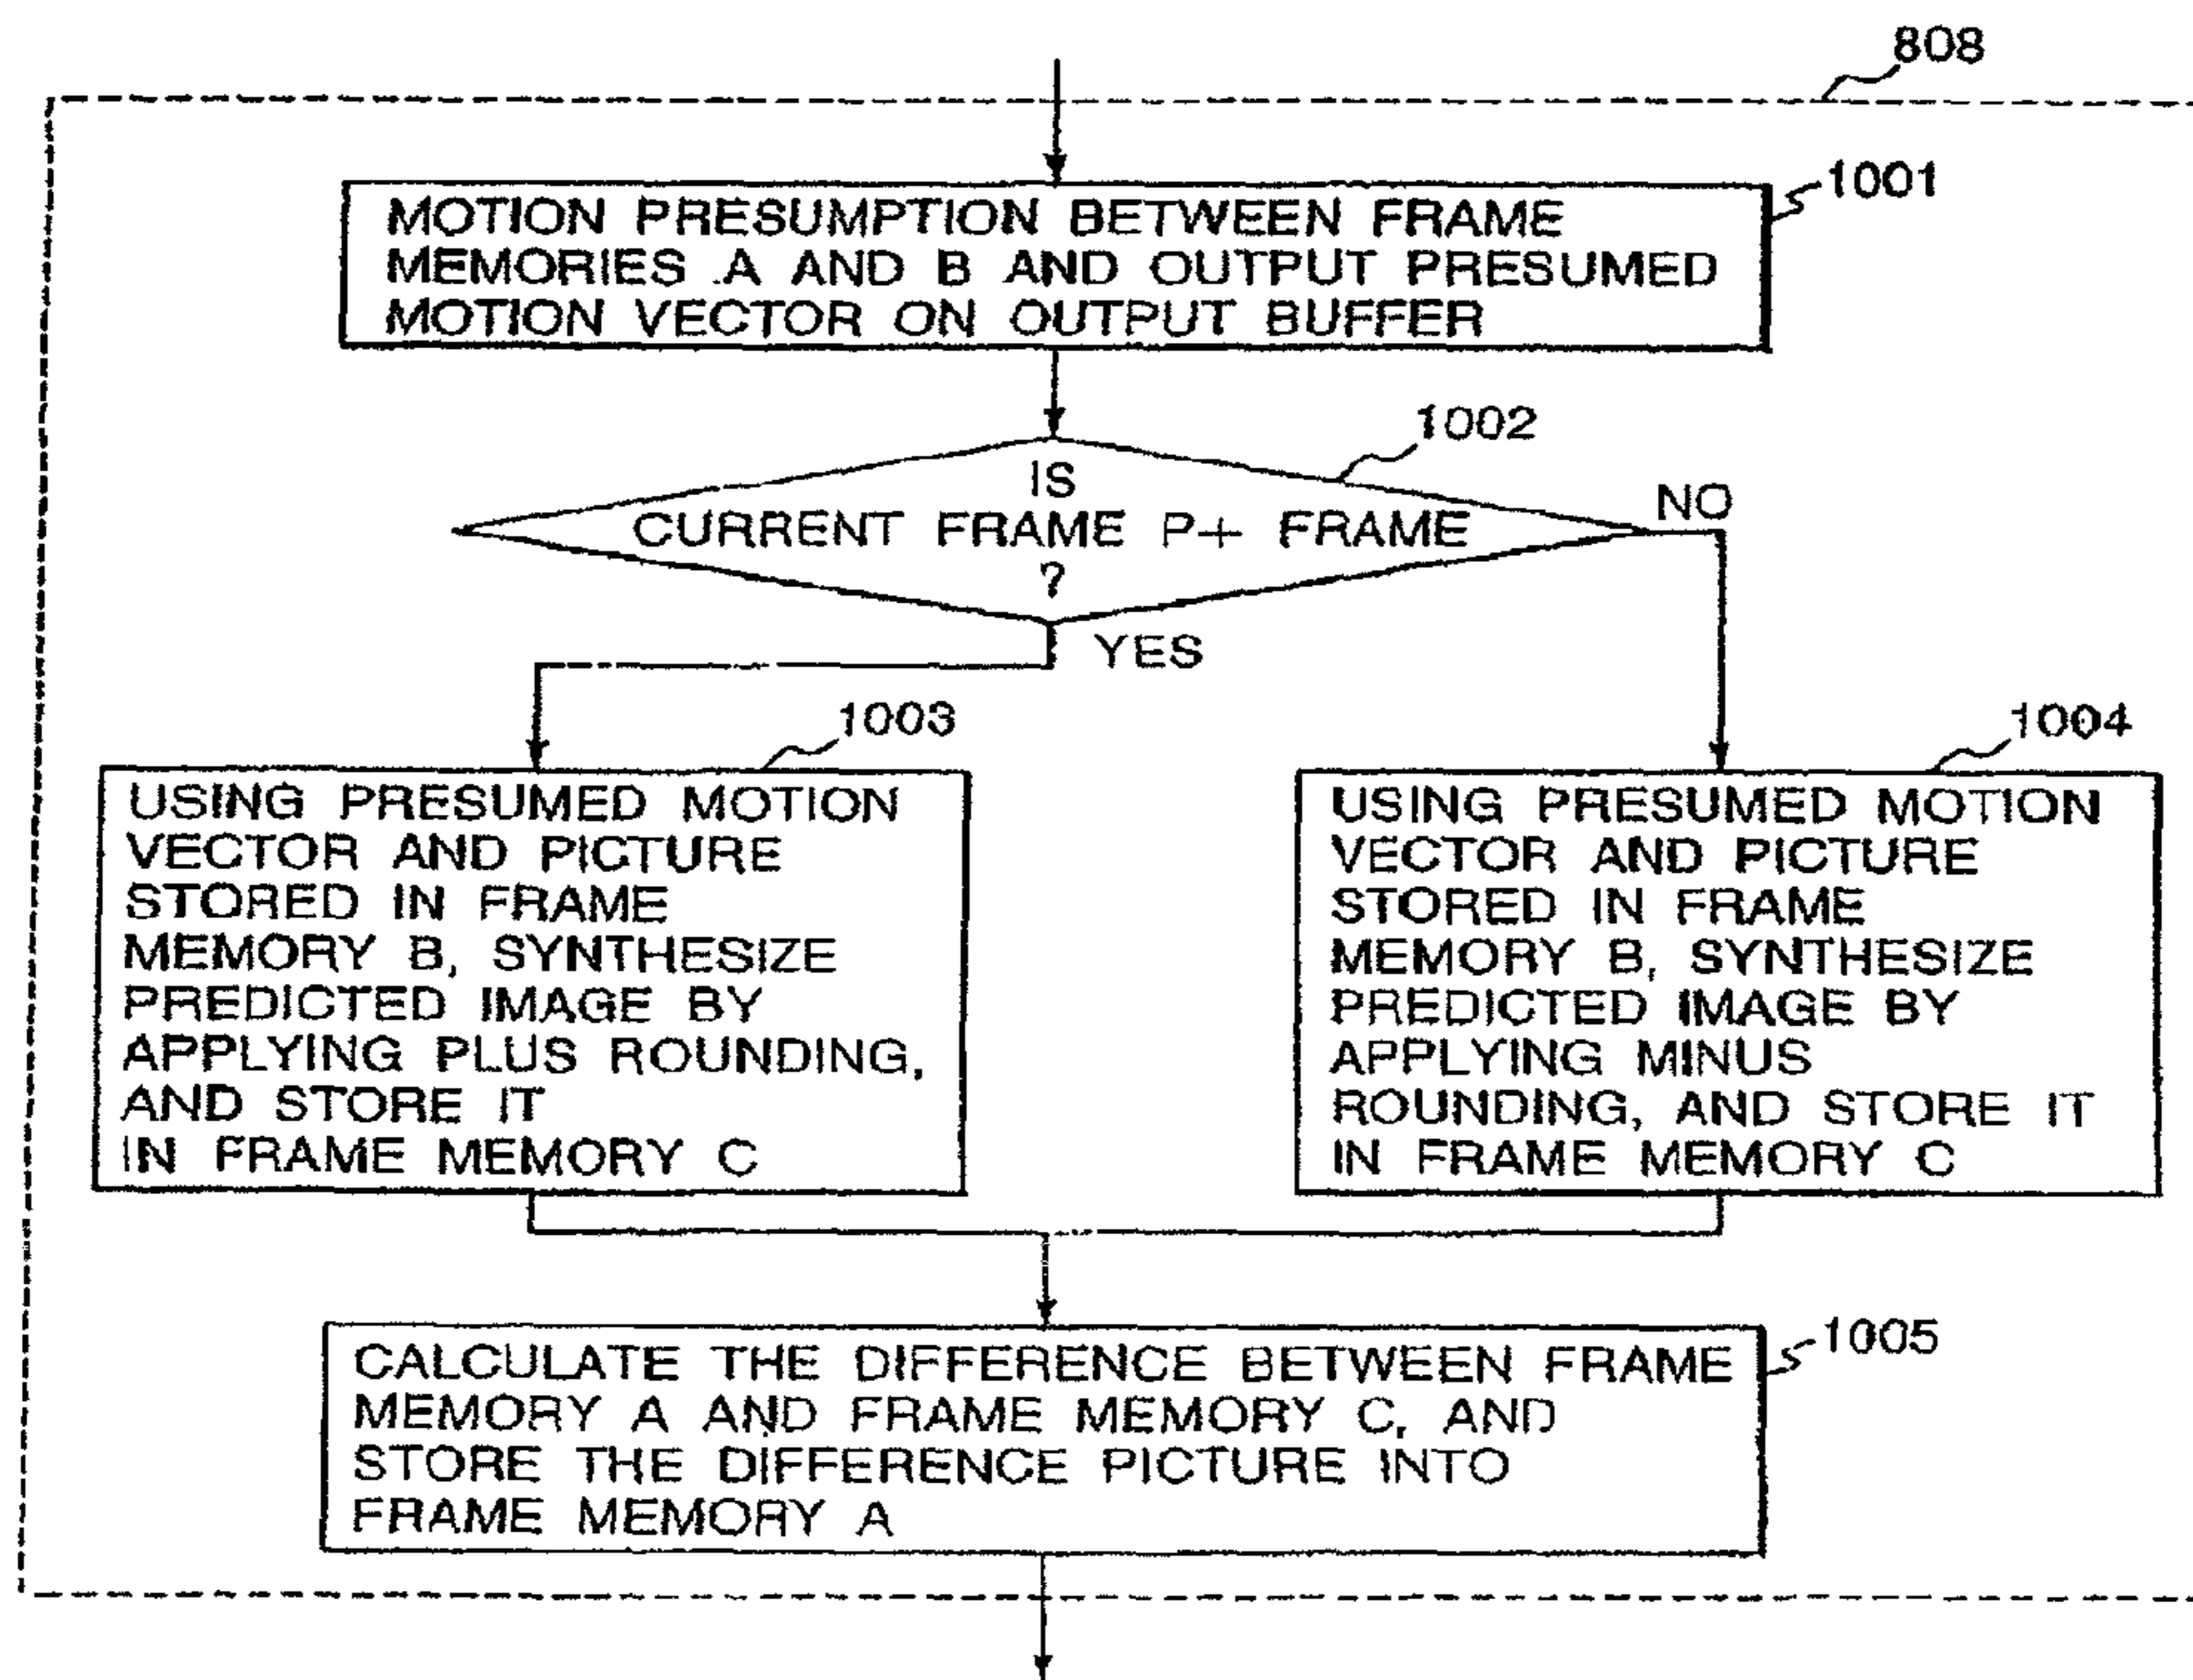 808
1001
MOTION PRESUMPTION BETWEEN FRAME
MEMORIES A AND B AND OUTPUT PRESUMED
MOTION VECTOR ON OUTPUT BUFFER
1002
IS
CURRENT FRAME P+ FRAME
?
NO
YES
1003
USING PRESUMED MOTION
VECTOR AND PICTURE
STORED IN FRAME
MEMORY B, SYNTHESIZE
PREDICTED IMAGE BY
APPLYING PLUS ROUNDING,
AND STORE IT
IN FRAME MEMORY C
1004
USING PRESUMED MOTION
VECTOR AND PICTURE
STORED IN FRAME
MEMORY B, SYNTHESIZE
PREDICTED IMAGE BY
APPLYING MINUS
ROUNDING, AND STORE IT
IN FRAME MEMORY C
1005
CALCULATE THE DIFFERENCE BETWEEN FRAME
MEMORY A AND FRAME MEMORY C, AND
STORE THE DIFFERENCE PICTURE INTO
FRAME MEMORY A